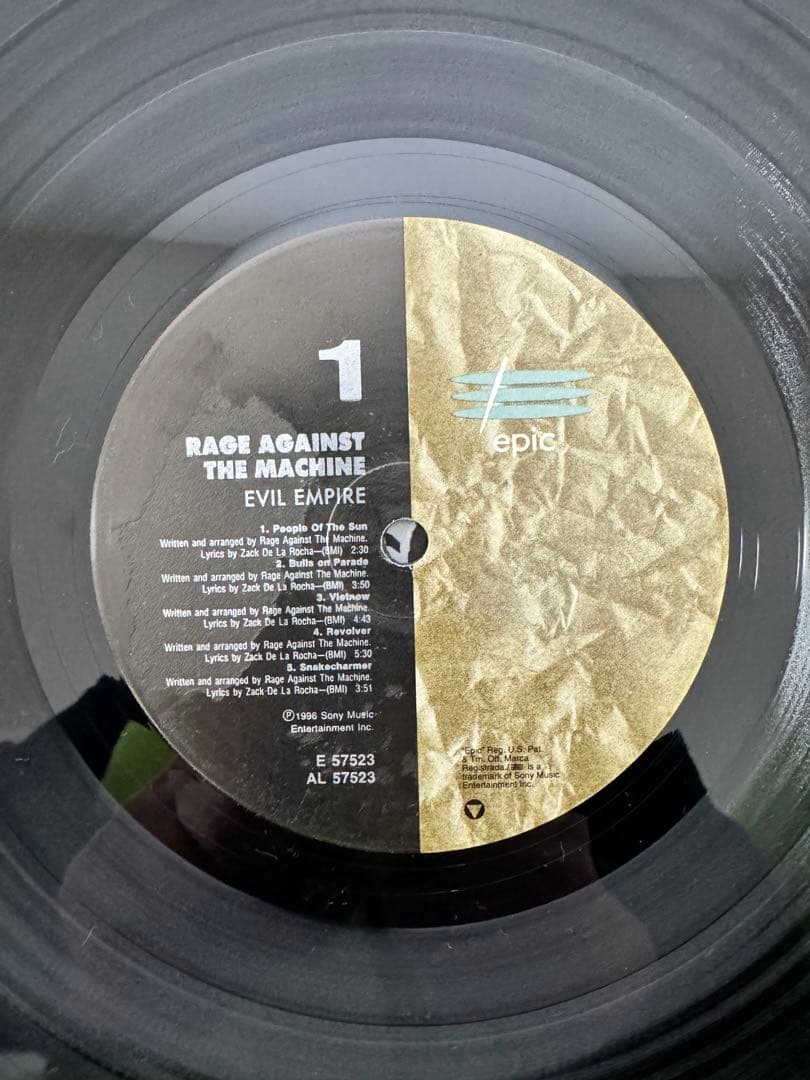 1
RAGE AGAINST
THE MACHINE
EVIL EMPIRE
1. People Of The Sun
Written and arranged by Rage Against The Machine.
Lyrics by Zack De La Rocha—(BMI) 2:30
2. Bulls on Parade
Written and arranged by Rage Against The Machine.
Lyrics by Zack De La Rocha—(BMI) 3:50
3. Vietnow
Written and arranged by Rage Against The Machine.
Lyrics by Zack De La Rocha—(BMI) 4:43
4. Revolver
Written and arranged by Rage Against The Machine.
Lyrics by Zack De La Rocha—(BMI) 5:30
5. Snakecharmer
Written and arranged by Rage Against The Machine.
Lyrics by Zack De La Rocha—(BMI) 3:51
Ⓟ1996 Sony Music
Entertainment Inc.
E 57523
AL 57523
epic
"Epic" Reg. U.S. Pat.
& Tm. Off. Marca
Registrada./ is a
trademark of Sony Music
Entertainment Inc.